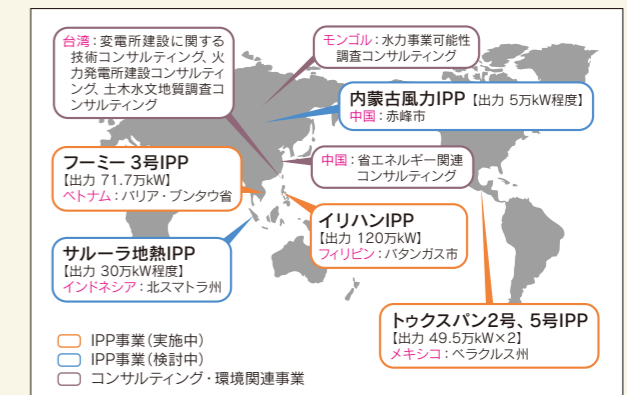 台湾：変電所建設に関する
技術コンサルティング、火
力発電所建設コンサルティ
ング、土木水文地質調査コ
ンサルティング
モンゴル：水力事業可能性
調査コンサルティング
内蒙古風力IPP【出力 5万kW程度】
中国：赤峰市
中国：省エネルギー関連
コンサルティング
フーミー 3号IPP
【出力 71.7万kW】
ベトナム：バリア・ブンタウ省
イリハンIPP
【出力 120万kW】
フィリピン：バタンガス市
サルーラ地熱IPP
【出力 30万kW程度】
インドネシア：北スマトラ州
トゥクスパン2号、5号IPP
【出力 49.5万kW×2】
メキシコ：ベラクルス州
IPP事業（実施中）
IPP事業（検討中）
コンサルティング・環境関連事業